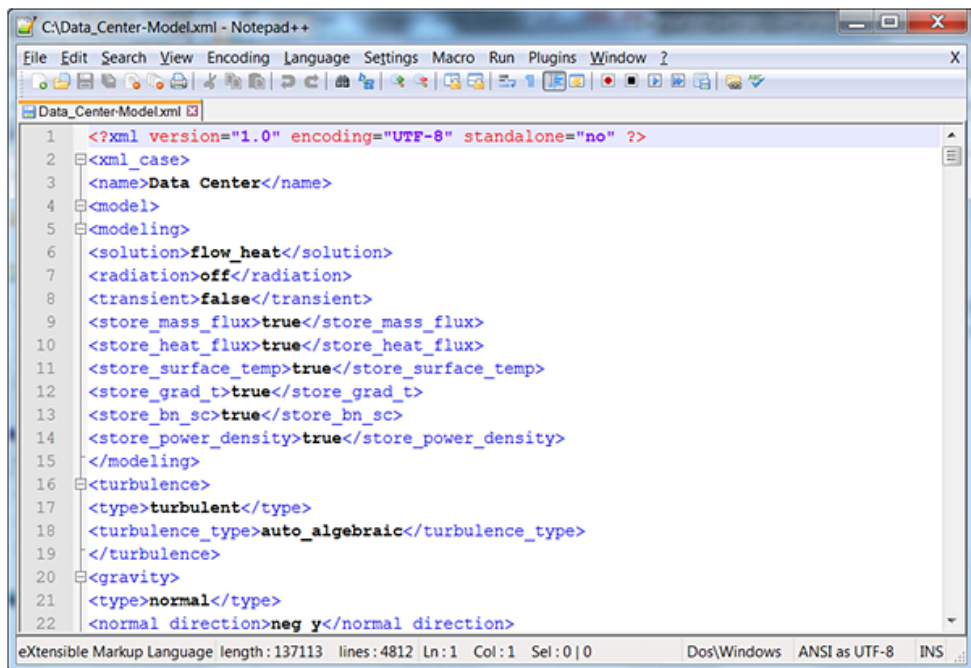 C:\Data_Center-Model.xml - Notepad++
File Edit Search View Encoding Language Settings Macro Run Plugins Window ? X
Data_Center-Model.xml
1 <?xml version="1.0" encoding="UTF-8" standalone="no" ?>
2 <xml_case>
3 <name>Data Center</name>
4 <model>
5 <modeling>
6 <solution>flow_heat</solution>
7 <radiation>off</radiation>
8 <transient>false</transient>
9 <store_mass_flux>true</store_mass_flux>
10 <store_heat_flux>true</store_heat_flux>
11 <store_surface_temp>true</store_surface_temp>
12 <store_grad_t>true</store_grad_t>
13 <store_bn_sc>true</store_bn_sc>
14 <store_power_density>true</store_power_density>
15 </modeling>
16 <turbulence>
17 <type>turbulent</type>
18 <turbulence_type>auto_algebraic</turbulence_type>
19 </turbulence>
20 <gravity>
21 <type>normal</type>
22 <normal direction>neg y</normal direction>
eXtensible Markup Language length : 137113 lines : 4812 Ln : 1 Col : 1 Sel : 0 | 0 Dos\Windows ANSI as UTF-8 INS